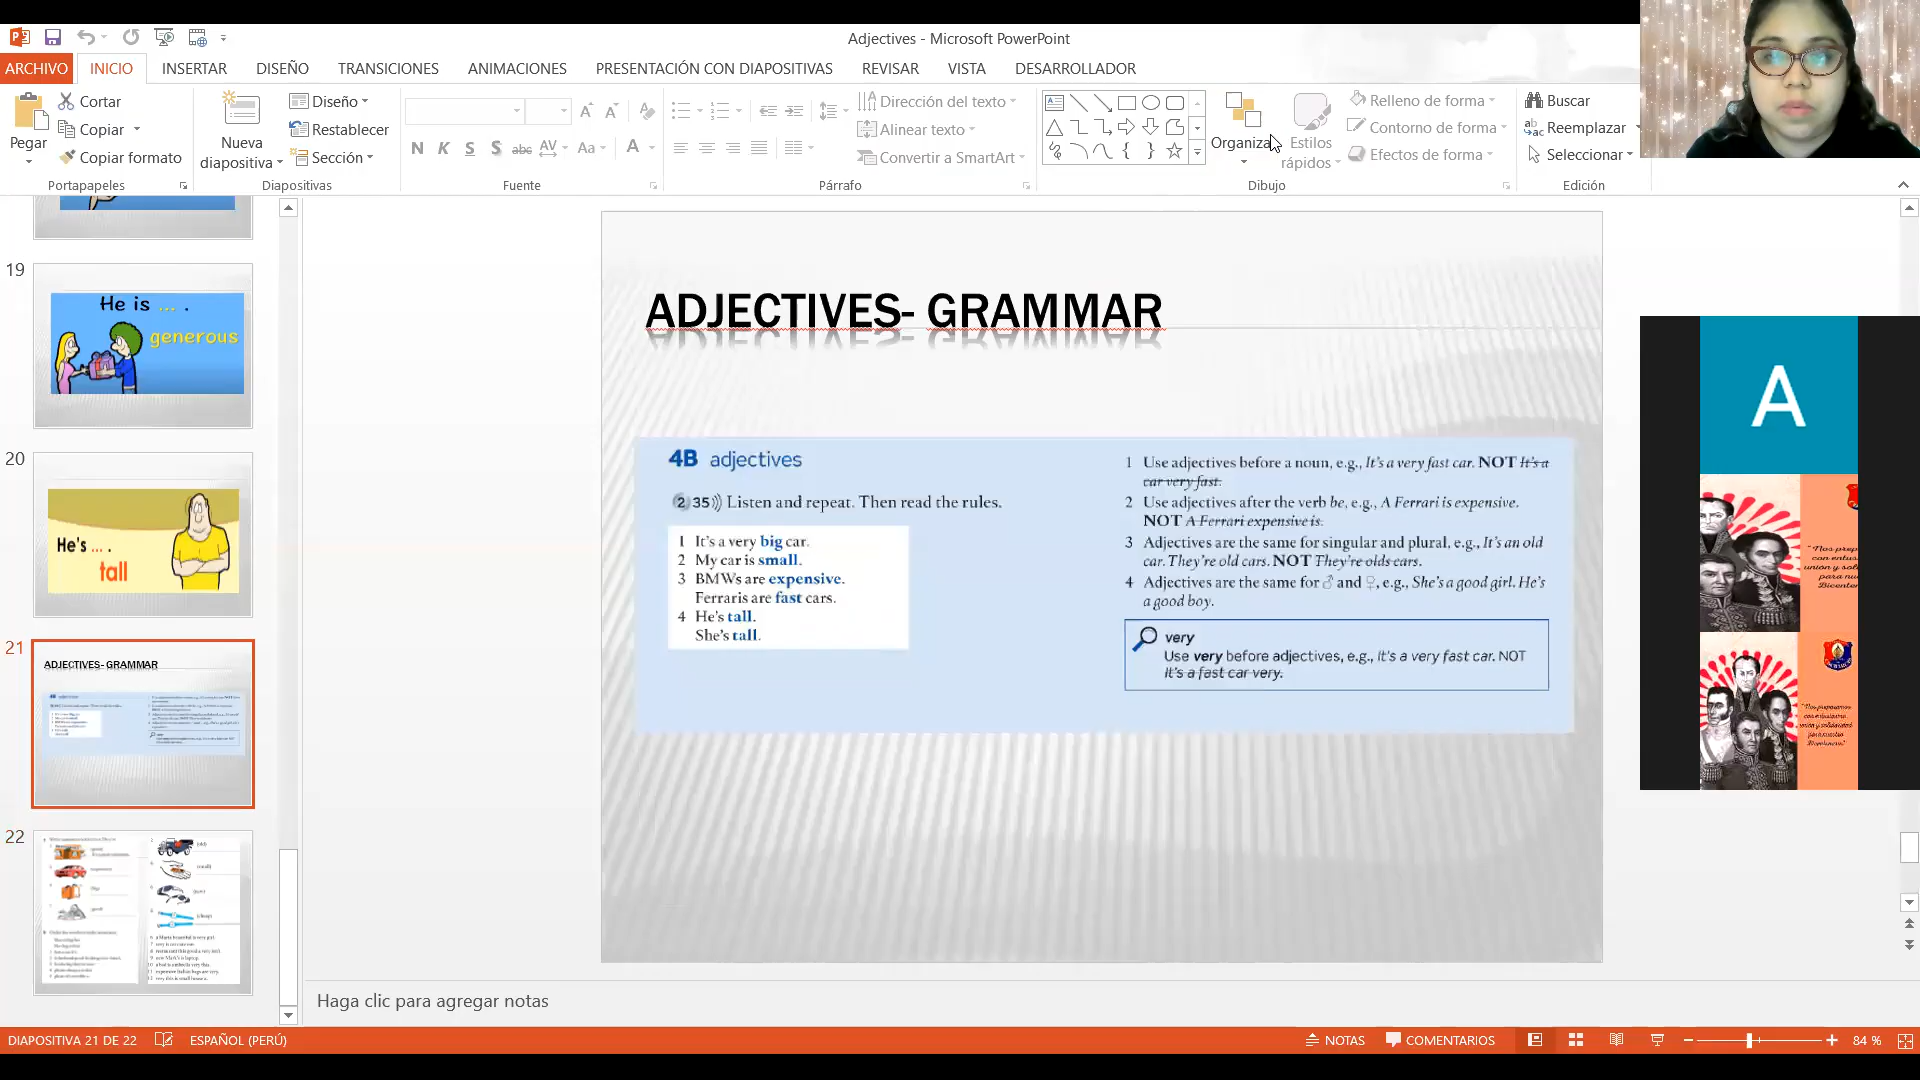 Adjectives - Microsoft PowerPoint
ARCHIVO INICIO INSERTAR DISEÑO TRANSICIONES ANIMACIONES PRESENTACIÓN CON DIAPOSITIVAS REVISAR VISTA DESARROLLADOR
Pegar
Cortar
Copiar
Copiar formato
Portapapeles
Nueva
diapositiva
Diseño
Restablecer
Sección
Diapositivas
N K S S abc AV Aa A
Fuente
Dirección del texto
Alinear texto
Convertir a SmartArt
Párrafo
Organizar
Estilos
rápidos
Relleno de forma
Contorno de forma
Efectos de forma
Dibujo
Buscar
Reemplazar
Seleccionar
Edición
19
He is ... .
generous
20
He's ... .
tall
21
ADJECTIVES- GRAMMAR
22
ADJECTIVES- GRAMMAR
4B adjectives
2 35 Listen and repeat. Then read the rules.
1 It's a very big car.
2 My car is small.
3 BMWs are expensive.
Ferraris are fast cars.
4 He's tall.
She's tall.
1 Use adjectives before a noun, e.g., It's a very fast car. NOT It's a
car very fast.
2 Use adjectives after the verb be, e.g., A Ferrari is expensive.
NOT A Ferrari expensive is.
3 Adjectives are the same for singular and plural, e.g., It's an old
car. They're old cars. NOT They're olds cars.
4 Adjectives are the same for ♂ and ♀, e.g., She's a good girl. He's
a good boy.
very
Use very before adjectives, e.g., It's a very fast car. NOT
It's a fast car very.
A
Haga clic para agregar notas
DIAPOSITIVA 21 DE 22 ESPAÑOL (PERÚ) NOTAS COMENTARIOS 84 %